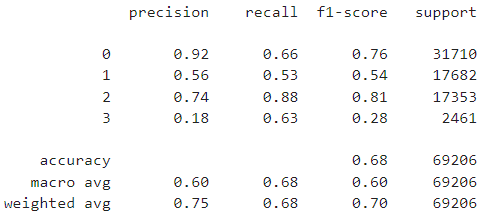 precision recall f1-score support
0 0.92 0.66 0.76 31710
1 0.56 0.53 0.54 17682
2 0.74 0.88 0.81 17353
3 0.18 0.63 0.28 2461
accuracy 0.68 69206
macro avg 0.60 0.68 0.60 69206
weighted avg 0.75 0.68 0.70 69206